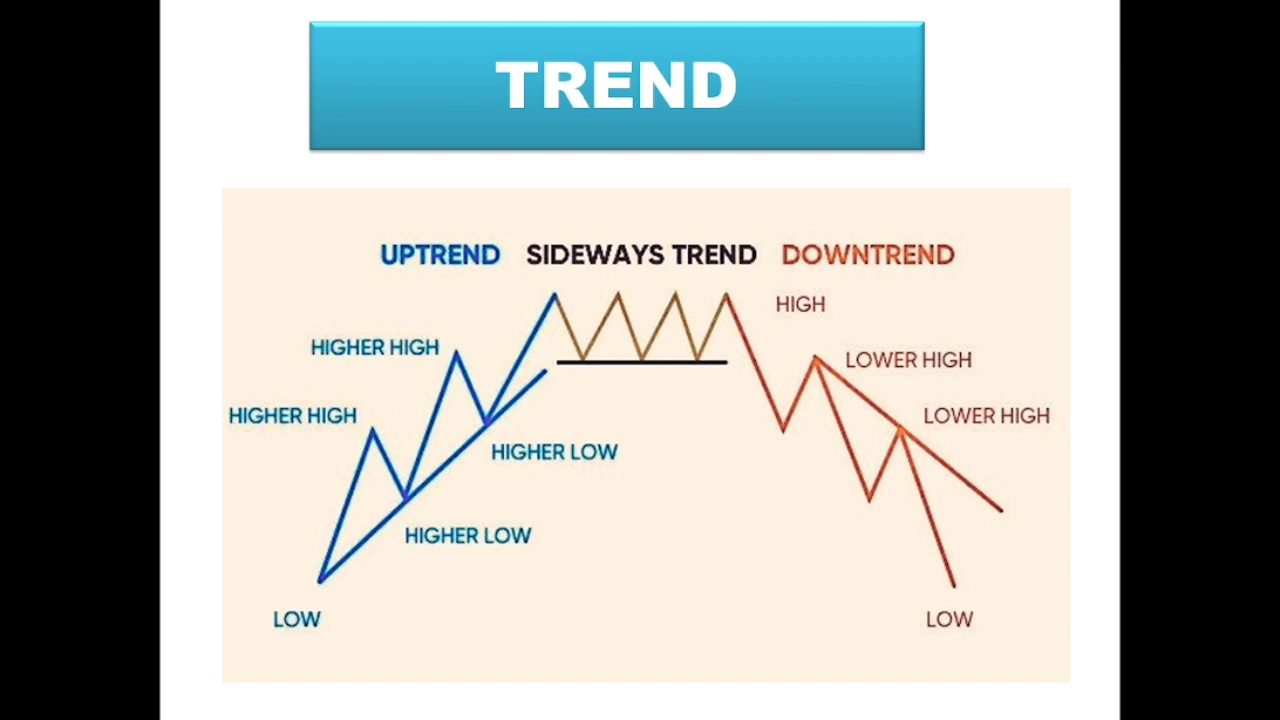 TREND
UPTREND SIDEWAYS TREND DOWNTREND
HIGH
HIGHER HIGH
LOWER HIGH
HIGHER HIGH
LOWER HIGH
HIGHER LOW
HIGHER LOW
LOW
LOW